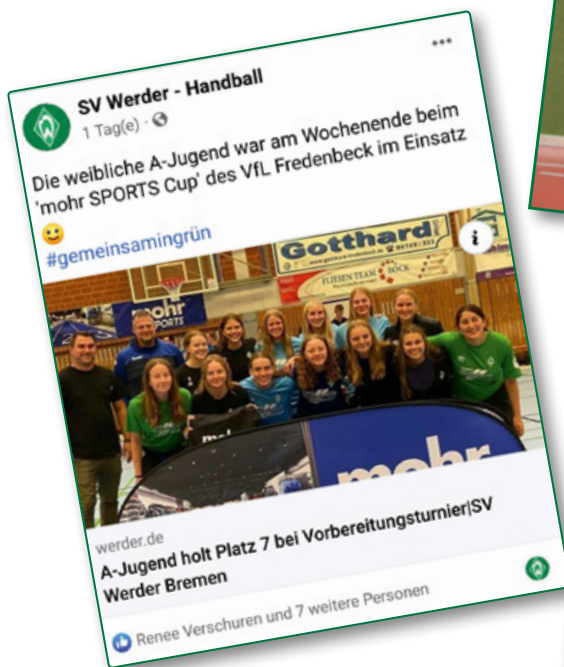 SV Werder - Handball
1 Tag(e) ·
Die weibliche A-Jugend war am Wochenende beim
'mohr SPORTS Cup' des VfL Fredenbeck im Einsatz
#gemeinsamingrün
Gotthard
i
FLIESEN TEAM BOCK
mohr
SPORTS
mohr
werder.de
A-Jugend holt Platz 7 bei Vorbereitungsturnier|SV
Werder Bremen
Renee Verschuren und 7 weitere Personen